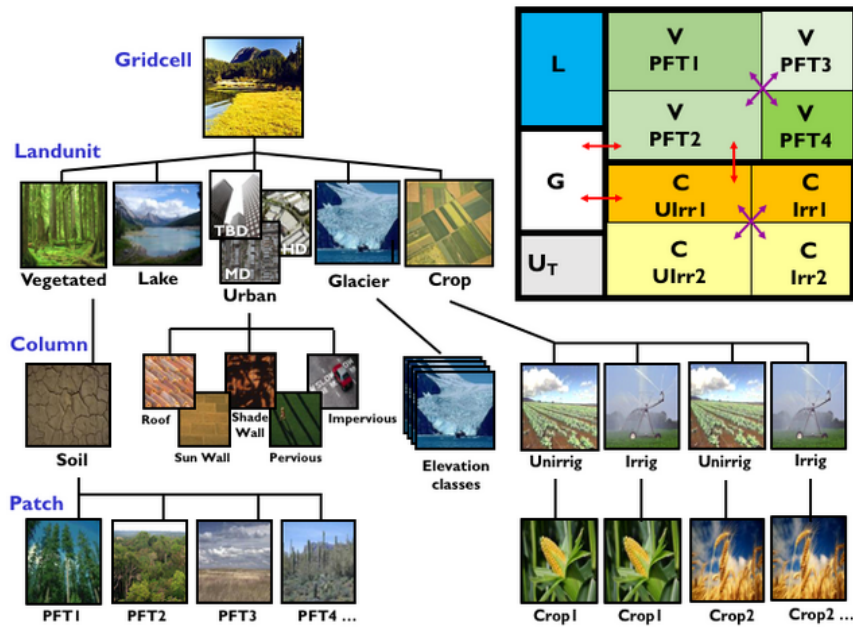 Gridcell
Landunit
TBD
HD
MD
Vegetated
Lake
Urban
Glacier
Crop
L
V
PFT1
V
PFT3
V
PFT2
V
PFT4
G
C
UIrr1
C
Irr1
UT
C
UIrr2
C
Irr2
Column
Soil
Roof
Sun Wall
Shade
Wall
Pervious
Impervious
Elevation
classes
Unirrig
Irrig
Unirrig
Irrig
Patch
PFT1
PFT2
PFT3
PFT4 ...
Crop1
Crop1
Crop2
Crop2 ...